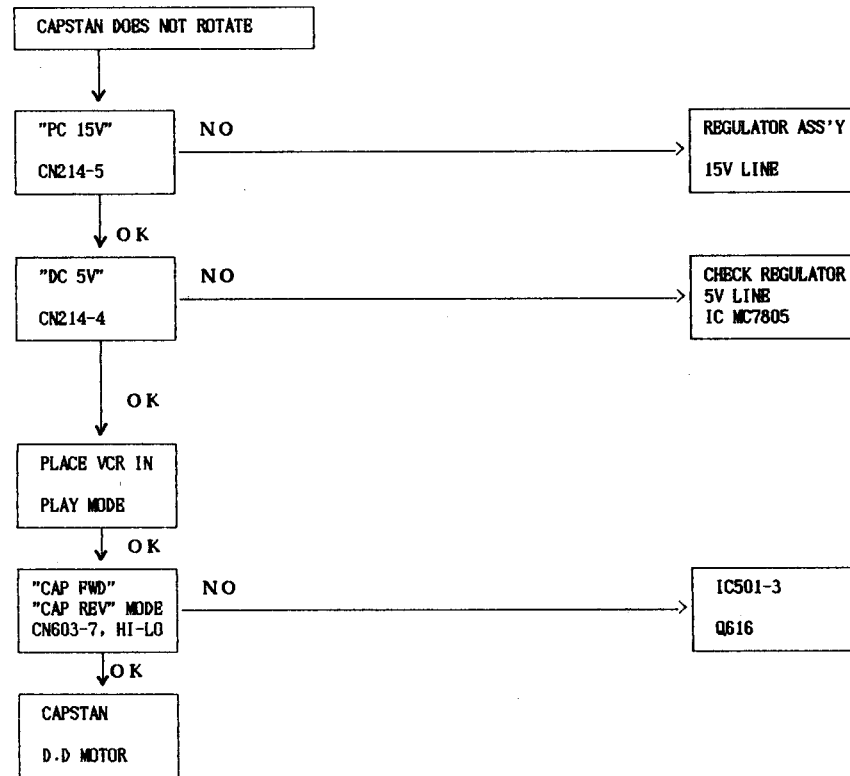 CAPSTAN DOES NOT ROTATE
"PC 15V"
CN214-5
NO
REGULATOR ASS'Y
15V LINE
OK
"DC 5V"
CN214-4
NO
CHECK REGULATOR
5V LINE
IC MC7805
OK
PLACE VCR IN
PLAY MODE
OK
"CAP FWD"
"CAP REV" MODE
CN603-7, HI-LO
NO
IC501-3
Q616
OK
CAPSTAN
D.D MOTOR